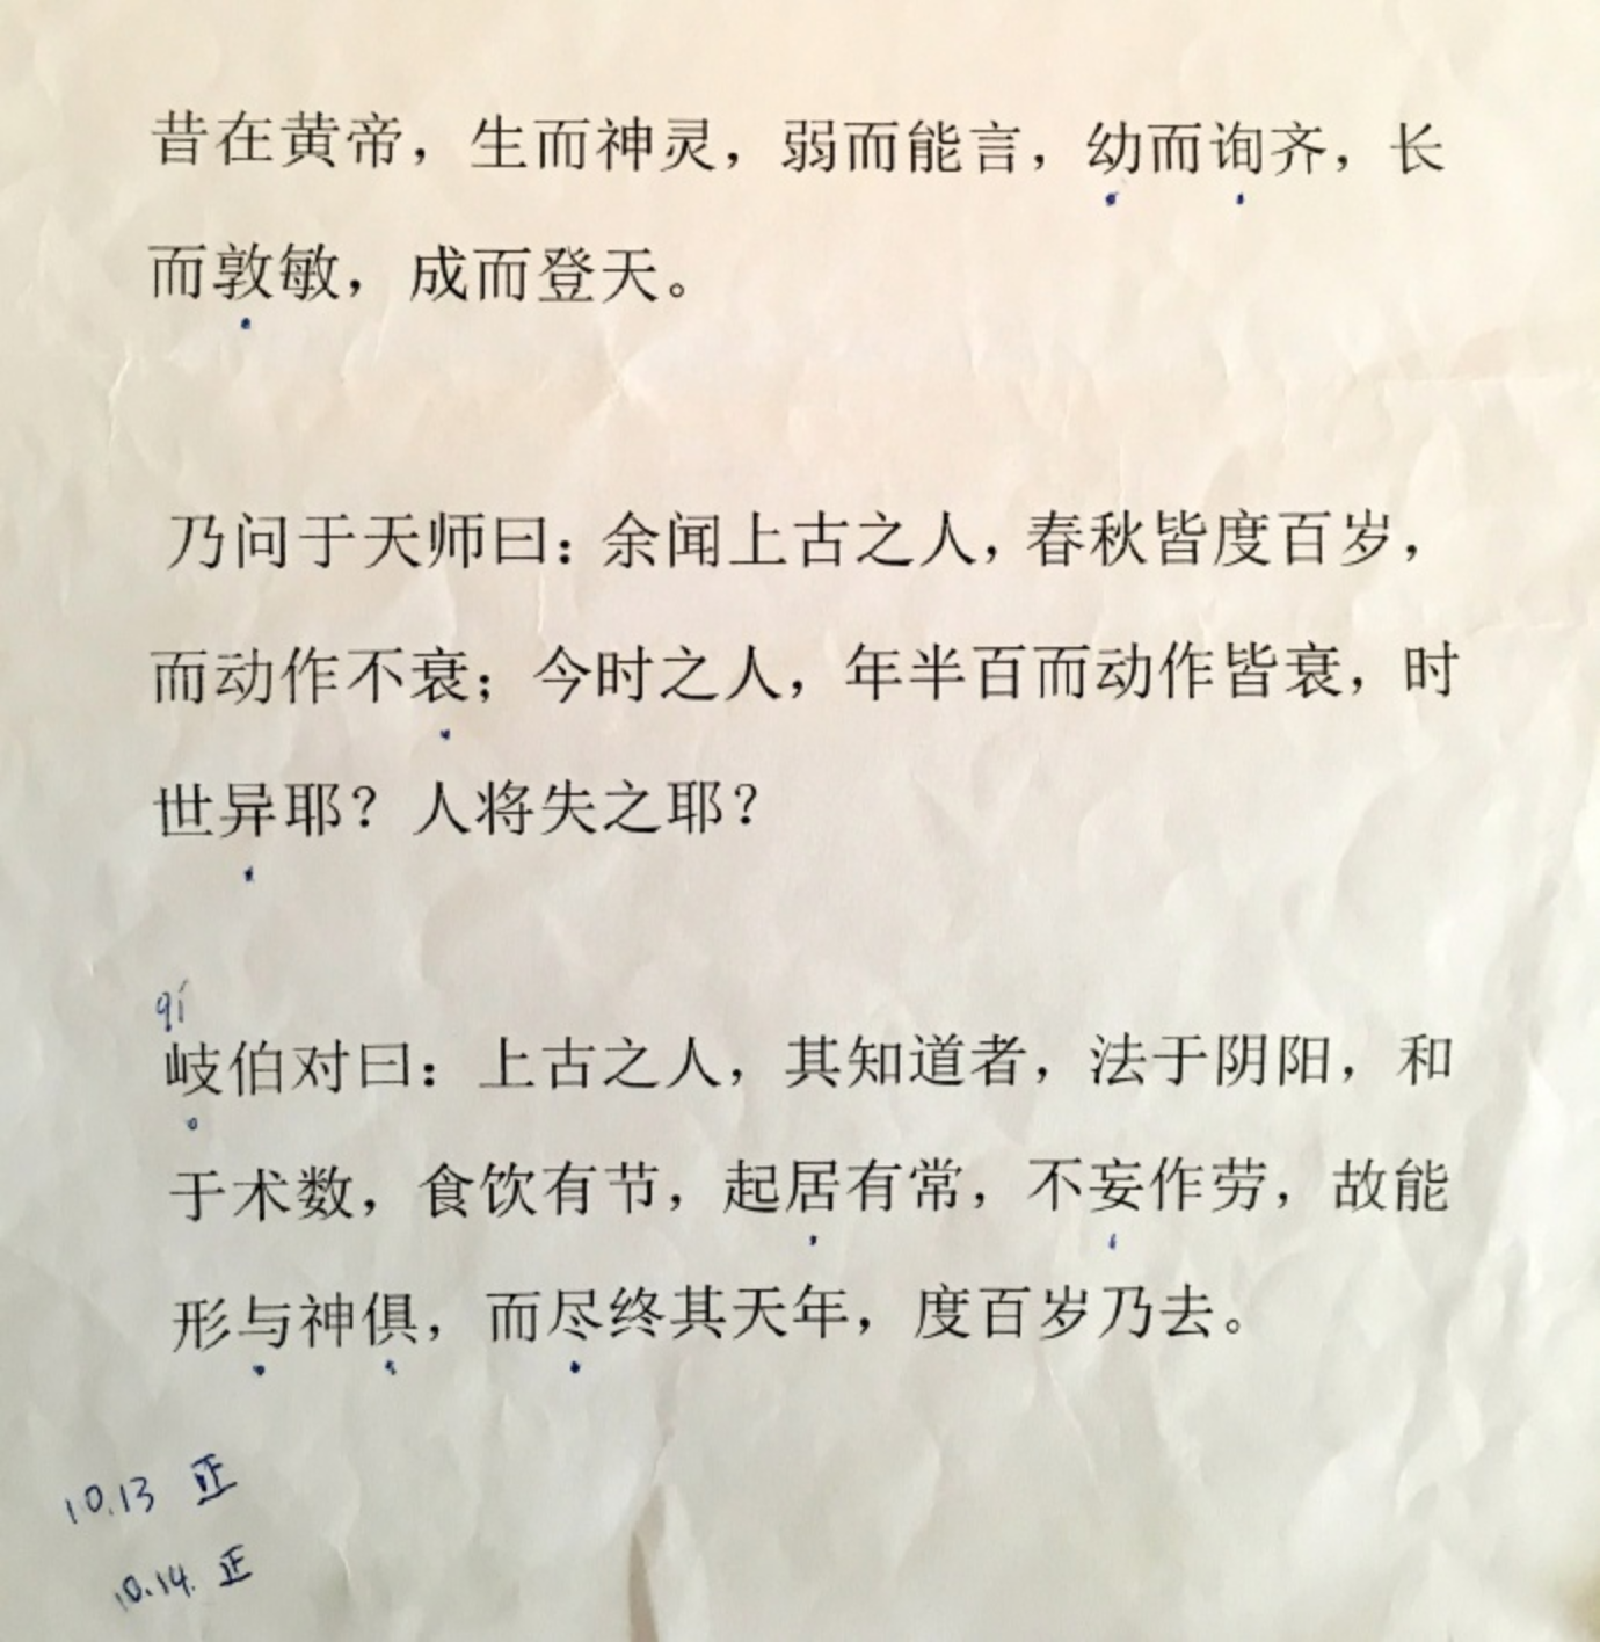 昔在黄帝，生而神灵，弱而能言，幼而询齐，长
而敦敏，成而登天。
乃问于天师曰：余闻上古之人，春秋皆度百岁，
而动作不衰；今时之人，年半百而动作皆衰，时
世异耶？人将失之耶？
qí
岐伯对曰：上古之人，其知道者，法于阴阳，和
于术数，食饮有节，起居有常，不妄作劳，故能
形与神俱，而尽终其天年，度百岁乃去。
10.13 正
10.14. 正